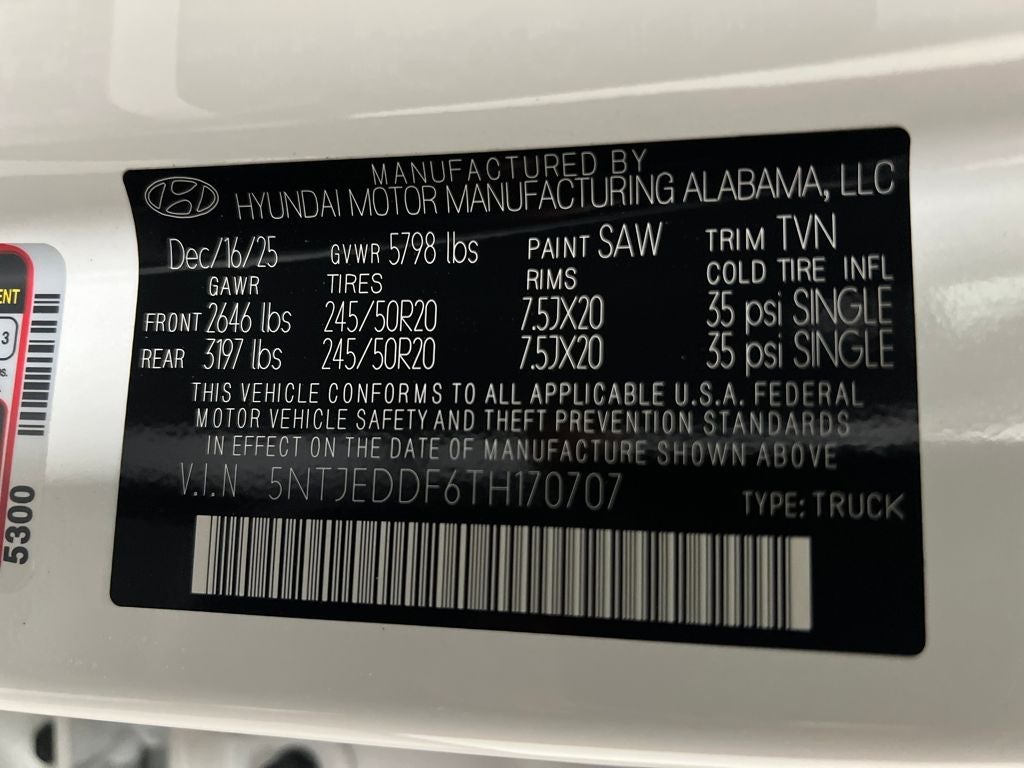 MANUFACTURED BY
HYUNDAI MOTOR MANUFACTURING ALABAMA, LLC
Dec/16/25 GVWR 5798 lbs PAINT SAW TRIM TVN
GAWR TIRES RIMS COLD TIRE INFL
FRONT 2646 lbs 245/50R20 7.5JX20 35 psi SINGLE
REAR 3197 lbs 245/50R20 7.5JX20 35 psi SINGLE
THIS VEHICLE CONFORMS TO ALL APPLICABLE U.S.A. FEDERAL
MOTOR VEHICLE SAFETY AND THEFT PREVENTION STANDARDS
IN EFFECT ON THE DATE OF MANUFACTURE SHOWN ABOVE
V.I.N 5NTJEDDF6TH170707 TYPE: TRUCK
3
5300